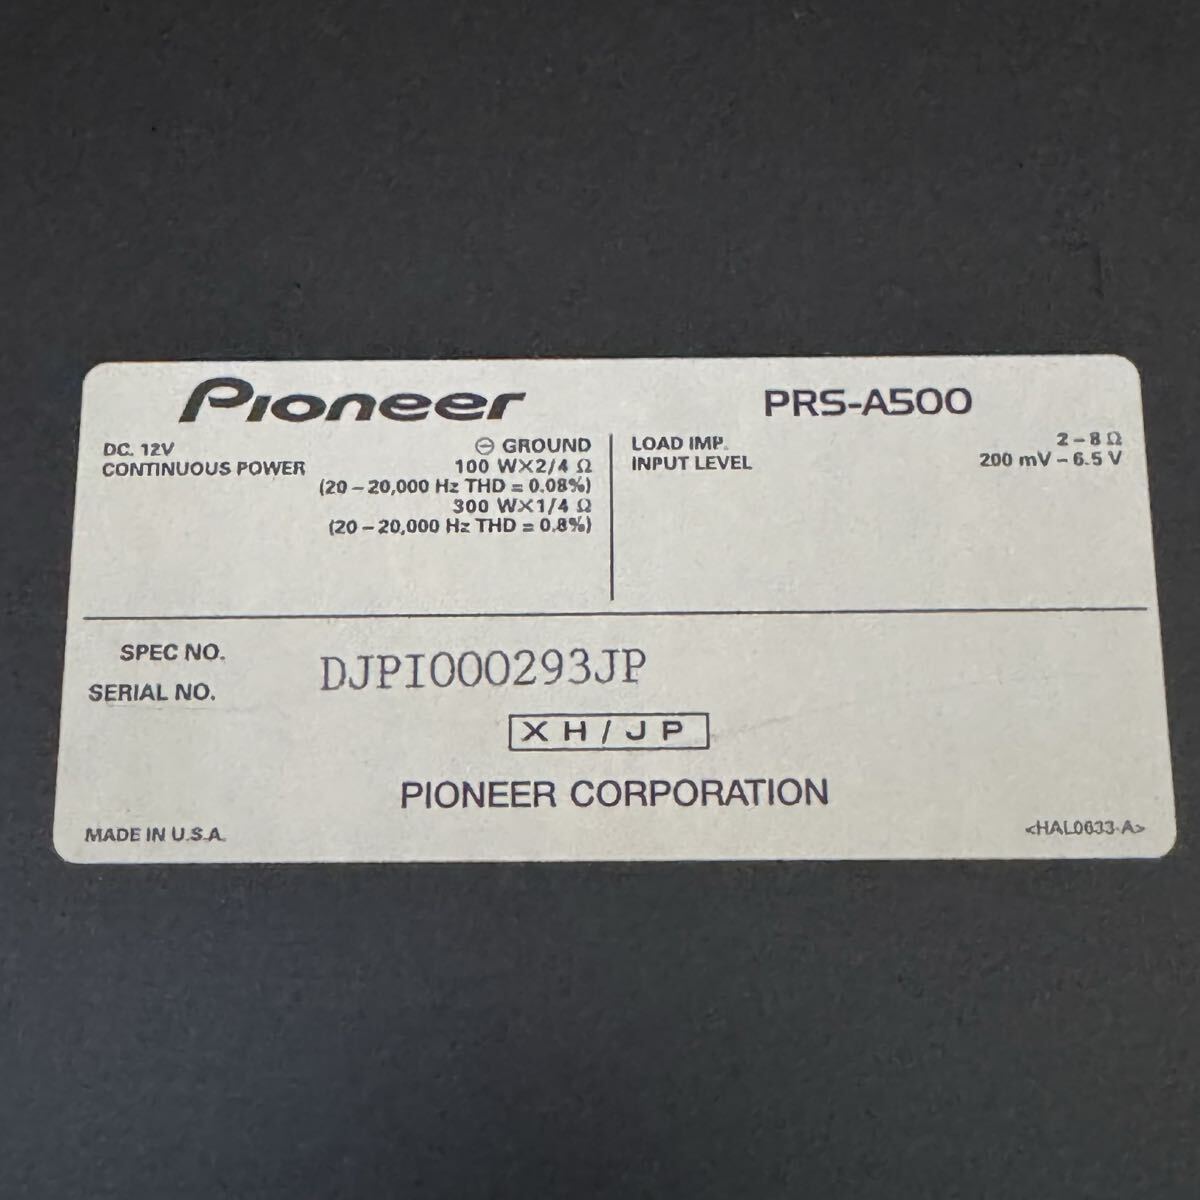 Pioneer
PRS-A500
DC. 12V
⊖ GROUND
CONTINUOUS POWER
100 W×2/4 Ω
(20 – 20,000 Hz THD = 0.08%)
300 W×1/4 Ω
(20 – 20,000 Hz THD = 0.8%)
LOAD IMP.
2 – 8 Ω
INPUT LEVEL
200 mV – 6.5 V
SPEC NO.
SERIAL NO.
DJPI000293JP
XH/JP
PIONEER CORPORATION
MADE IN U.S.A.
<HAL0633-A>